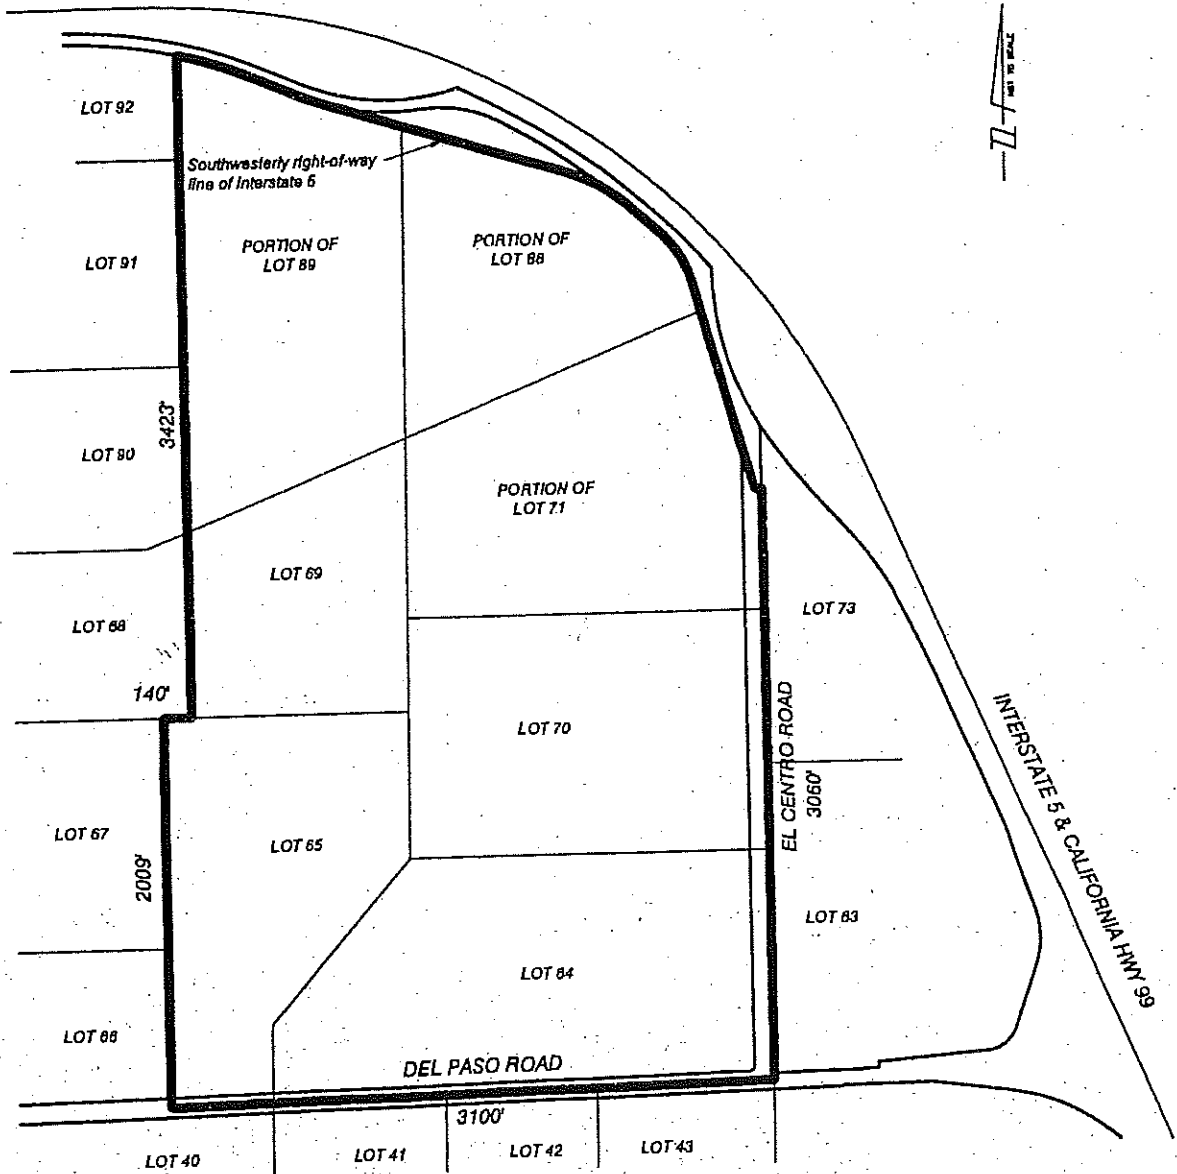 NOT TO SCALE
LOT 92
Southwesterly right-of-way
line of Interstate 5
PORTION OF
LOT 89
PORTION OF
LOT 88
LOT 91
3423'
LOT 90
PORTION OF
LOT 71
LOT 69
LOT 68
LOT 73
140'
LOT 70
EL CENTRO ROAD
3060'
INTERSTATE 5 & CALIFORNIA HWY 99
LOT 67
LOT 65
2009'
LOT 63
LOT 64
LOT 66
DEL PASO ROAD
3100'
LOT 40
LOT 41
LOT 42
LOT 43